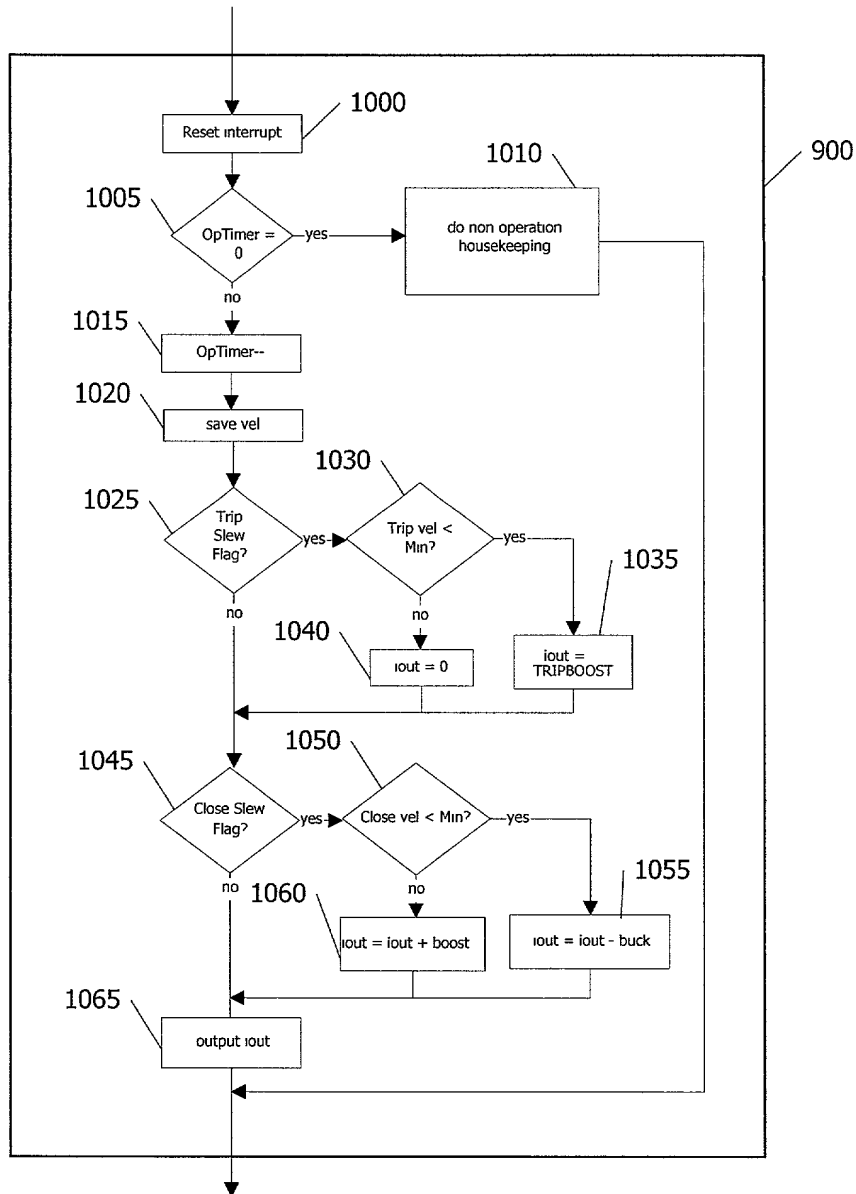 1000
Reset interrupt
900
1010
1005
OpTimer =
0
yes
do non operation
housekeeping
no
1015
OpTimer--
1020
save vel
1030
1025
Trip
Slew
Flag?
yes
Trip vel <
Min?
yes
1035
no
no
1040
iout = 0
iout =
TRIPBOOST
1050
1045
Close Slew
Flag?
yes
Close vel < Min?
yes
no
no
1060
1055
iout = iout + boost
iout = iout - buck
1065
output iout